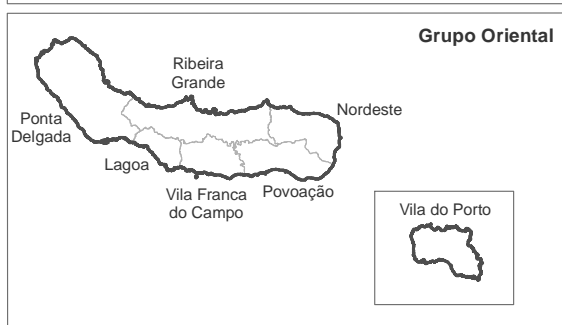 Grupo Oriental
Ribeira
Grande
Nordeste
Ponta
Delgada
Lagoa
Vila Franca
do Campo
Povoação
Vila do Porto